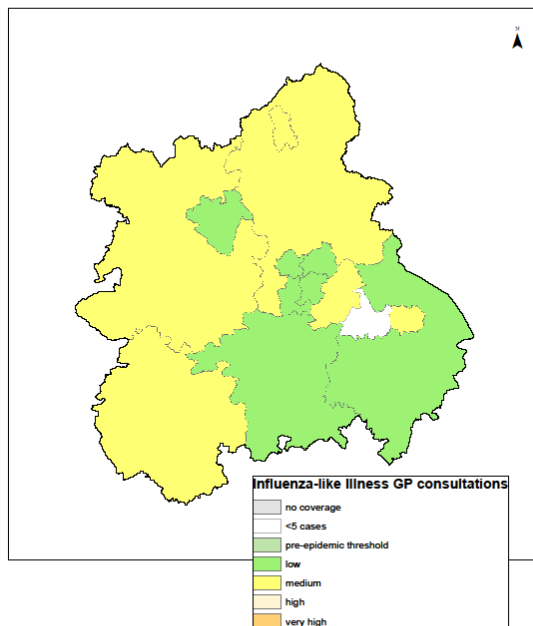 Influenza-like Illness GP consultations
no coverage
<5 cases
pre-epidemic threshold
low
medium
high
very high